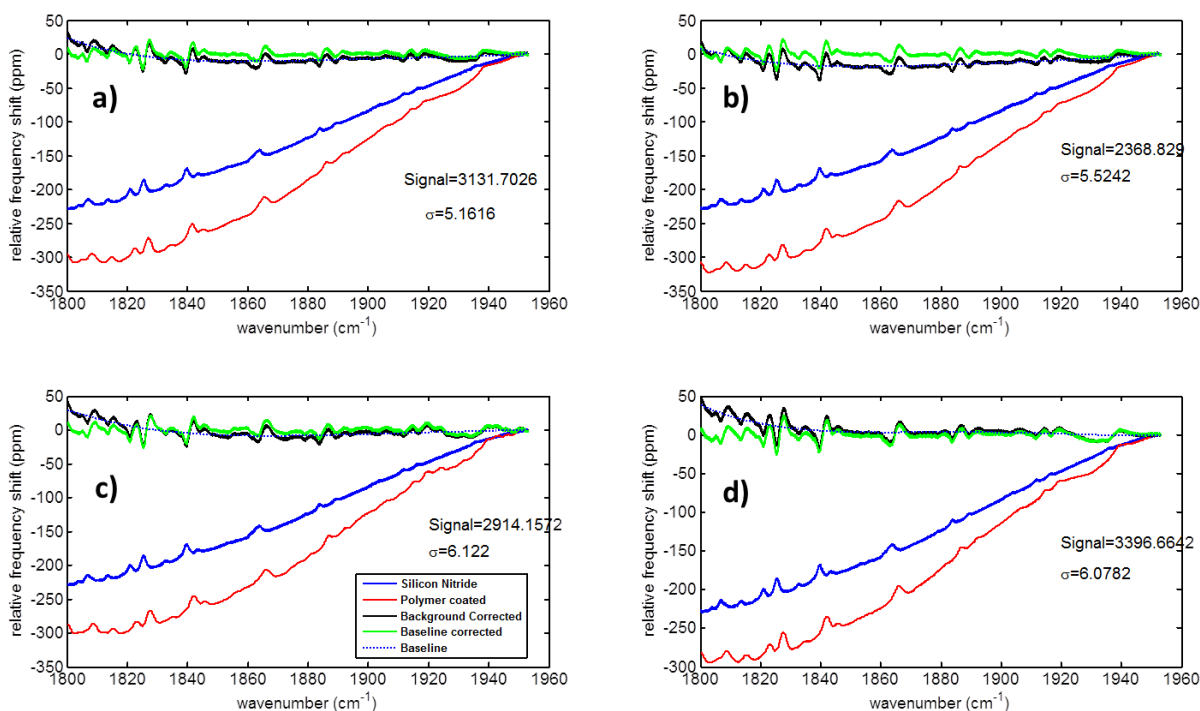 50
0
-50
-100
-150
-200
-250
-300
-350
relative frequency shift (ppm)
a)
Signal=3131.7026
σ=5.1616
1800 1820 1840 1860 1880 1900 1920 1940 1960
wavenumber (cm⁻¹)
50
0
-50
-100
-150
-200
-250
-300
-350
relative frequency shift (ppm)
b)
Signal=2368.829
σ=5.5242
1800 1820 1840 1860 1880 1900 1920 1940 1960
wavenumber (cm⁻¹)
50
0
-50
-100
-150
-200
-250
-300
-350
relative frequency shift (ppm)
c)
Signal=2914.1572
σ=6.122
Silicon Nitride
Polymer coated
Background Corrected
Baseline corrected
Baseline
1800 1820 1840 1860 1880 1900 1920 1940 1960
wavenumber (cm⁻¹)
50
0
-50
-100
-150
-200
-250
-300
relative frequency shift (ppm)
d)
Signal=3396.6642
σ=6.0782
1800 1820 1840 1860 1880 1900 1920 1940 1960
wavenumber (cm⁻¹)